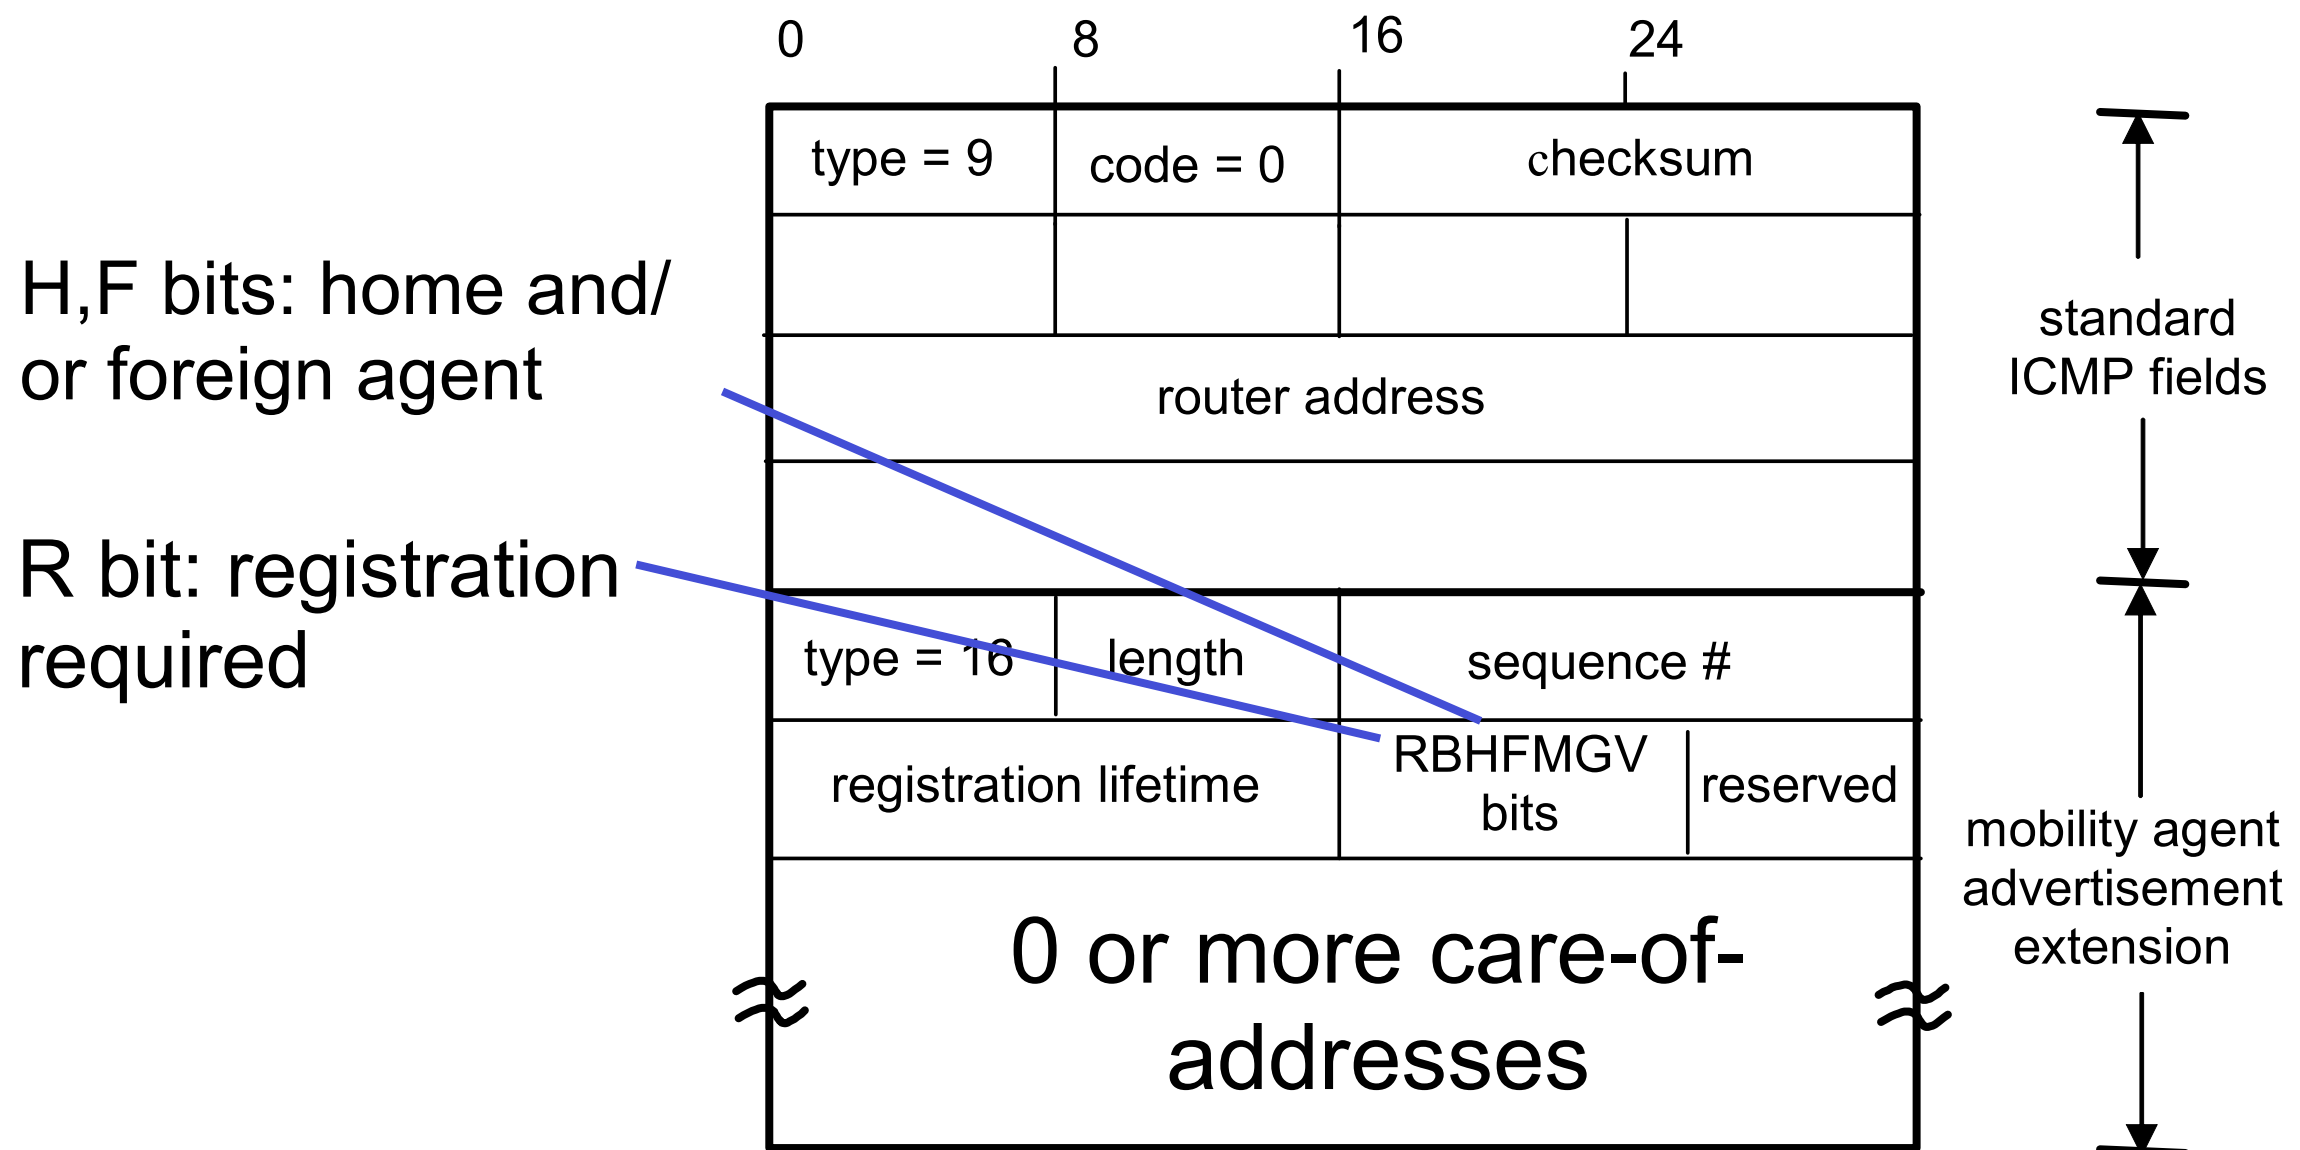 0 8 16 24
type = 9 code = 0 checksum
H,F bits: home and/
or foreign agent
router address
standard
ICMP fields
R bit: registration
required
type = 16 length sequence #
registration lifetime
RBHFMGV
bits
reserved
mobility agent
advertisement
extension
0 or more care-of-
addresses